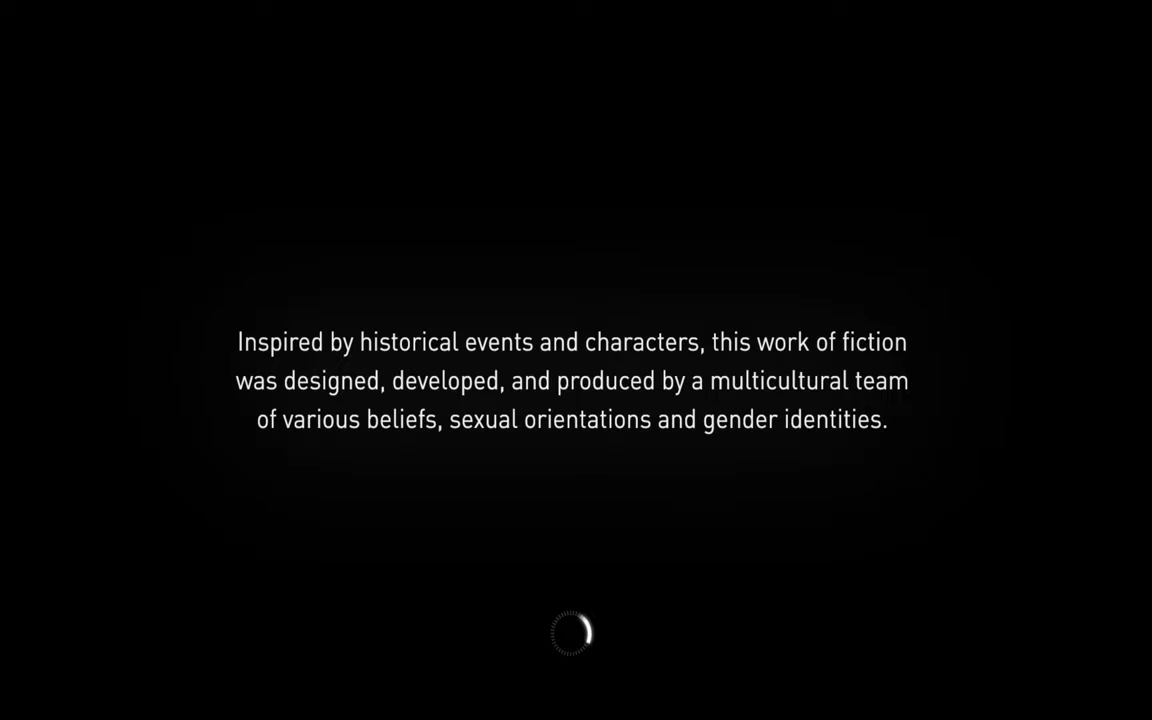 Inspired by historical events and characters, this work of fiction
was designed, developed, and produced by a multicultural team
of various beliefs, sexual orientations and gender identities.